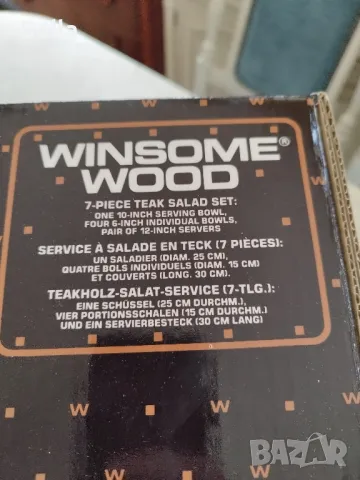 WINSOME®
WOOD
7-PIECE TEAK SALAD SET:
ONE 10-INCH SERVING BOWL,
FOUR 6-INCH INDIVIDUAL BOWLS,
PAIR OF 12-INCH SERVERS
SERVICE À SALADE EN TECK (7 PIÈCES):
UN SALADIER (DIAM. 25 CM),
QUATRE BOLS INDIVIDUELS (DIAM. 15 CM)
ET COUVERTS (LONG. 30 CM).
TEAKHOLZ-SALAT-SERVICE (7-TLG.):
EINE SCHÜSSEL (25 CM DURCHM.),
VIER PORTIONSSCHALEN (15 CM DURCHM.)
UND EIN SERVIERBESTECK (30 CM LANG)
BAZAR